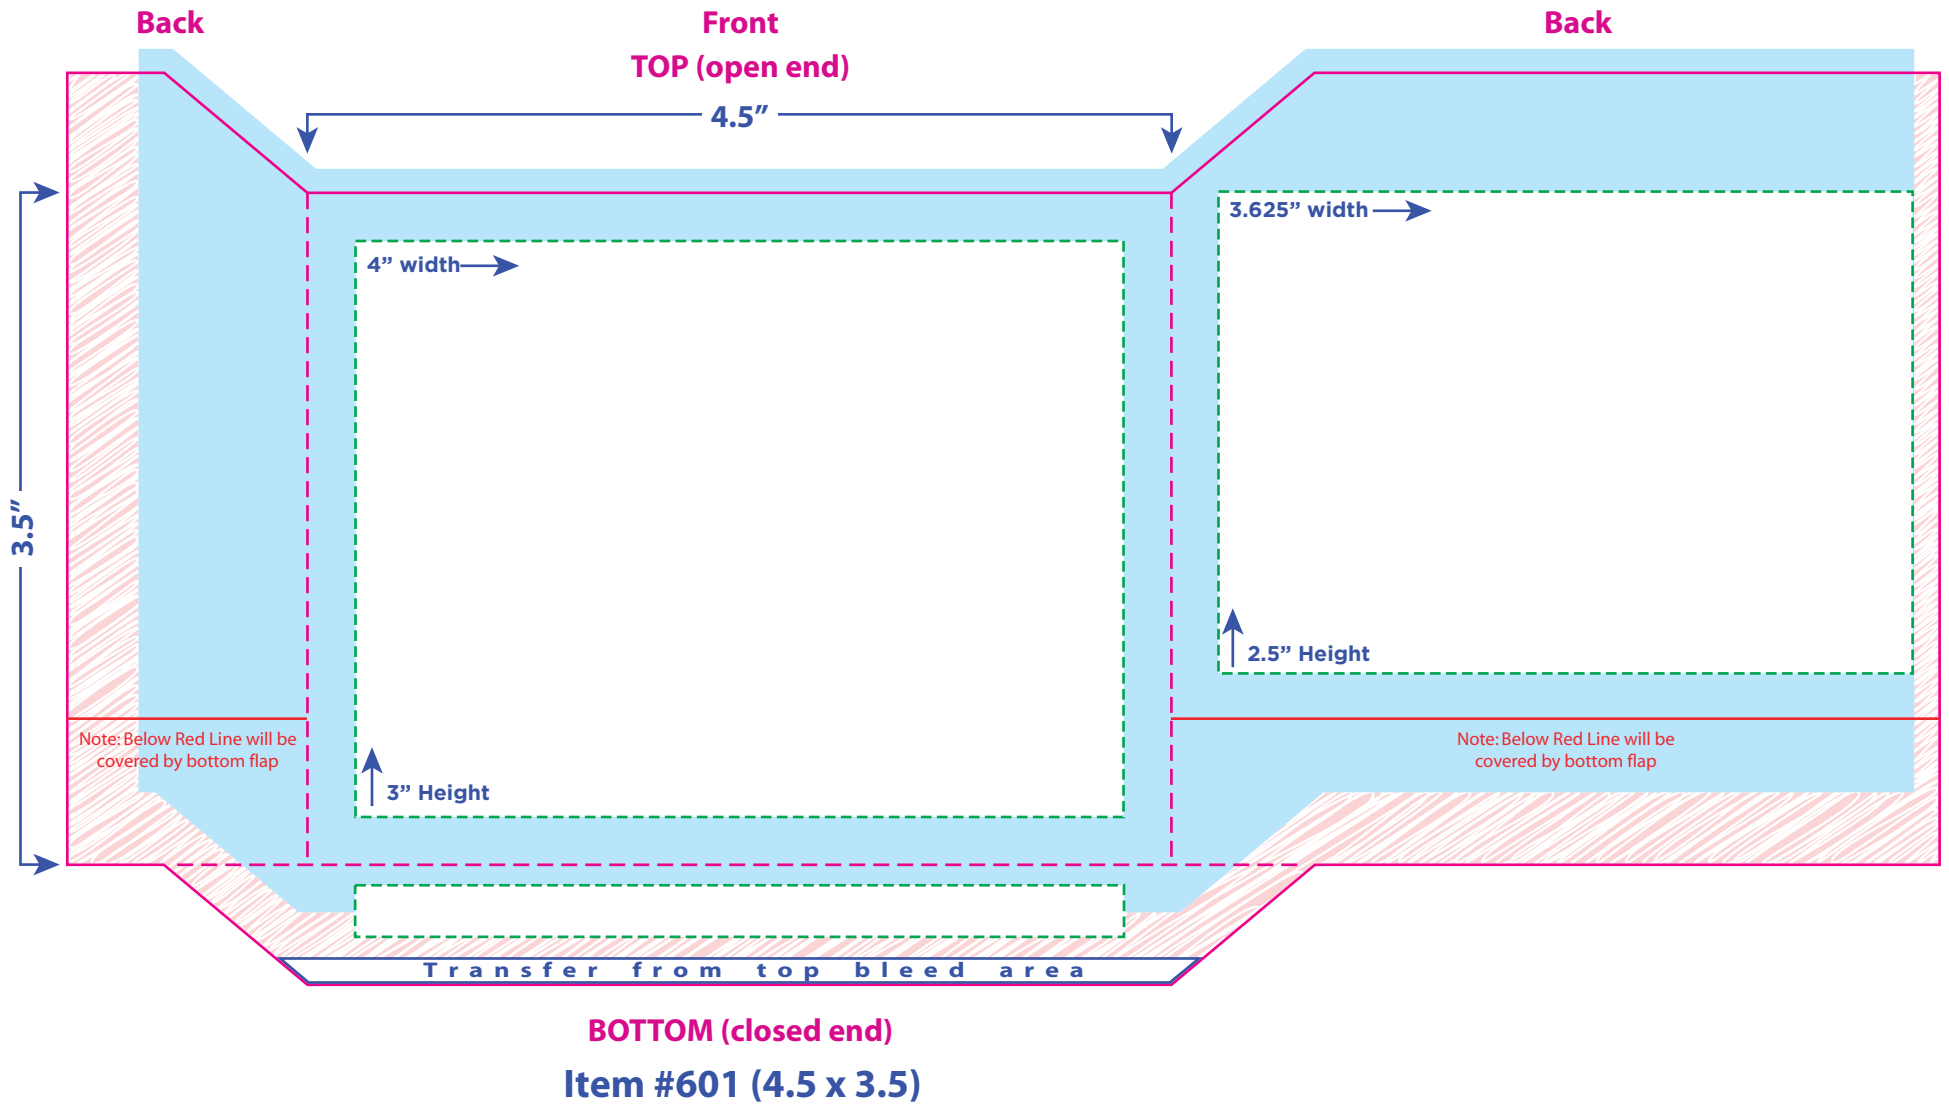 Back
Front
Back
TOP (open end)
4.5”
3.625” width
4” width
3.5”
2.5” Height
Note: Below Red Line will be
covered by bottom flap
Note: Below Red Line will be
covered by bottom flap
3” Height
Transfer from top bleed area
BOTTOM (closed end)
Item #601 (4.5 x 3.5)